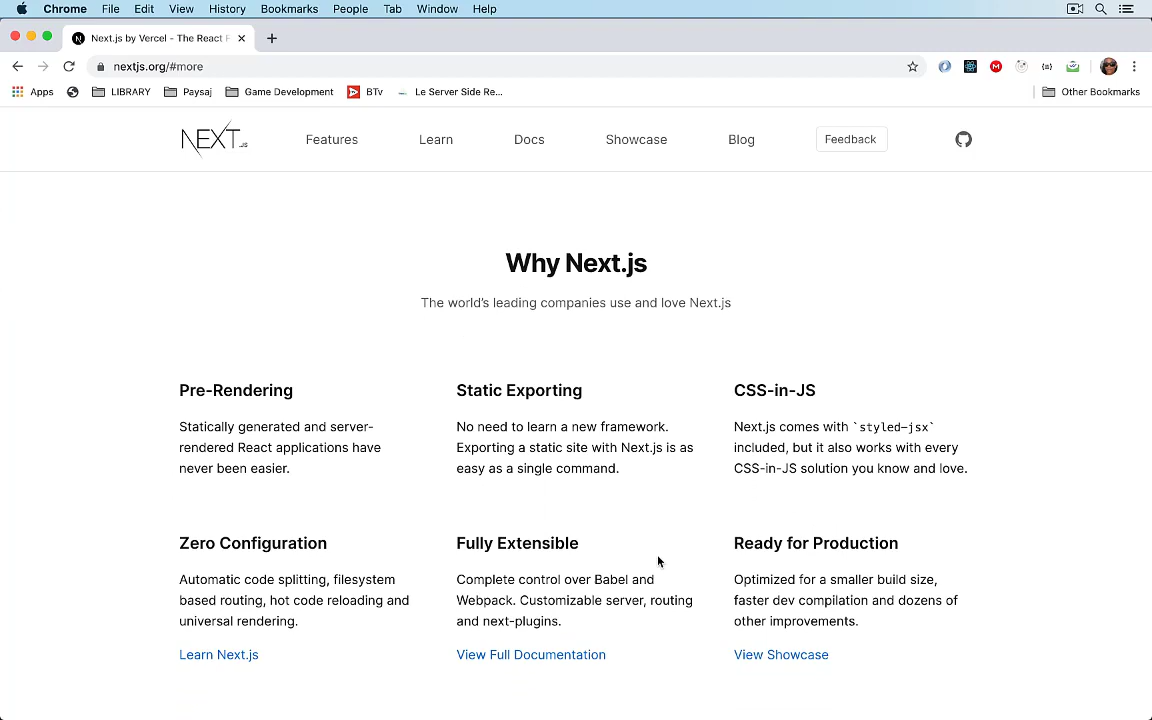 Chrome File Edit View History Bookmarks People Tab Window Help
Next.js by Vercel - The React F
nextjs.org/#more
Apps LIBRARY Paysaj Game Development BTv Le Server Side Re... Other Bookmarks
NEXT.JS Features Learn Docs Showcase Blog Feedback
Why Next.js
The world's leading companies use and love Next.js
Pre-Rendering
Statically generated and server-
rendered React applications have
never been easier.
Static Exporting
No need to learn a new framework.
Exporting a static site with Next.js is as
easy as a single command.
CSS-in-JS
Next.js comes with `styled-jsx`
included, but it also works with every
CSS-in-JS solution you know and love.
Zero Configuration
Automatic code splitting, filesystem
based routing, hot code reloading and
universal rendering.
Learn Next.js
Fully Extensible
Complete control over Babel and
Webpack. Customizable server, routing
and next-plugins.
View Full Documentation
Ready for Production
Optimized for a smaller build size,
faster dev compilation and dozens of
other improvements.
View Showcase